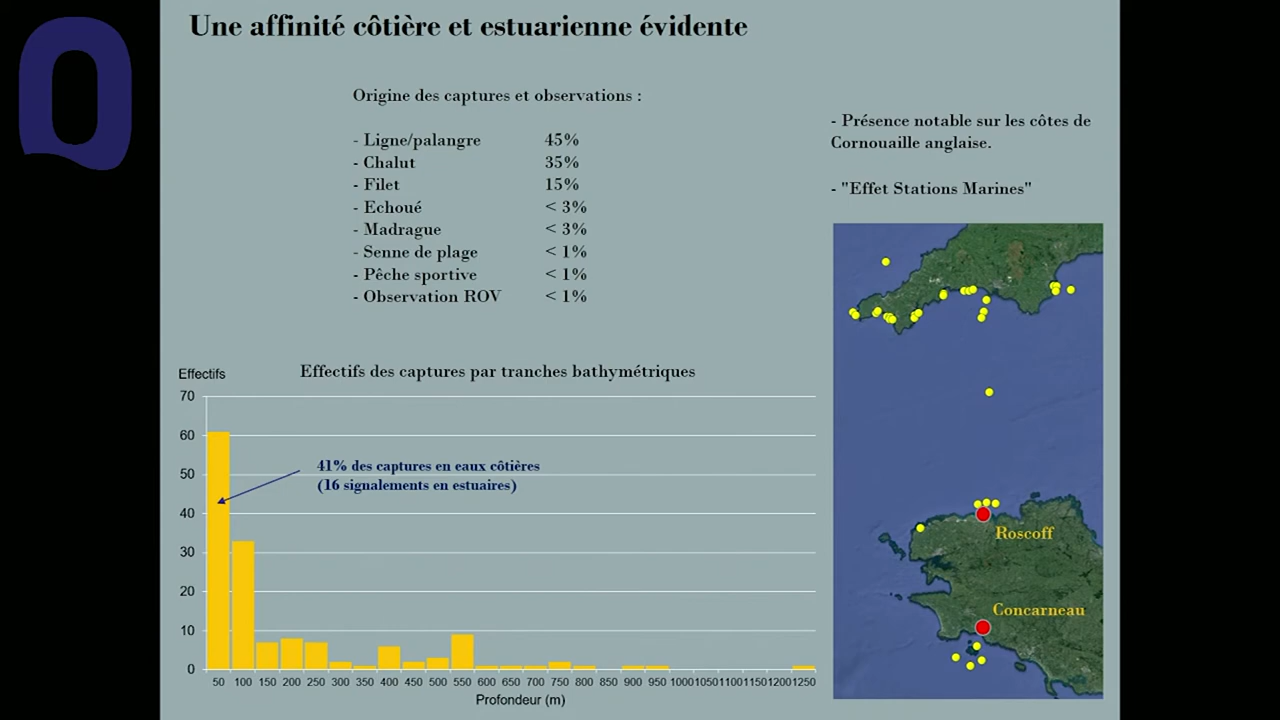 Q
Une affinité côtière et estuarienne évidente
Origine des captures et observations :
- Ligne/palangre 45%
- Chalut 35%
- Filet 15%
- Echoué < 3%
- Madrague < 3%
- Senne de plage < 1%
- Pêche sportive < 1%
- Observation ROV < 1%
- Présence notable sur les côtes de
Cornouaille anglaise.
- "Effet Stations Marines"
Roscoff
Concarneau
Effectifs
Effectifs des captures par tranches bathymétriques
70
60
50
40
30
20
10
0
41% des captures en eaux côtières
(16 signalements en estuaires)
50 100 150 200 250 300 350 400 450 500 550 600 650 700 750 800 850 900 950 1000 1050 1100 1150 1200 1250
Profondeur (m)